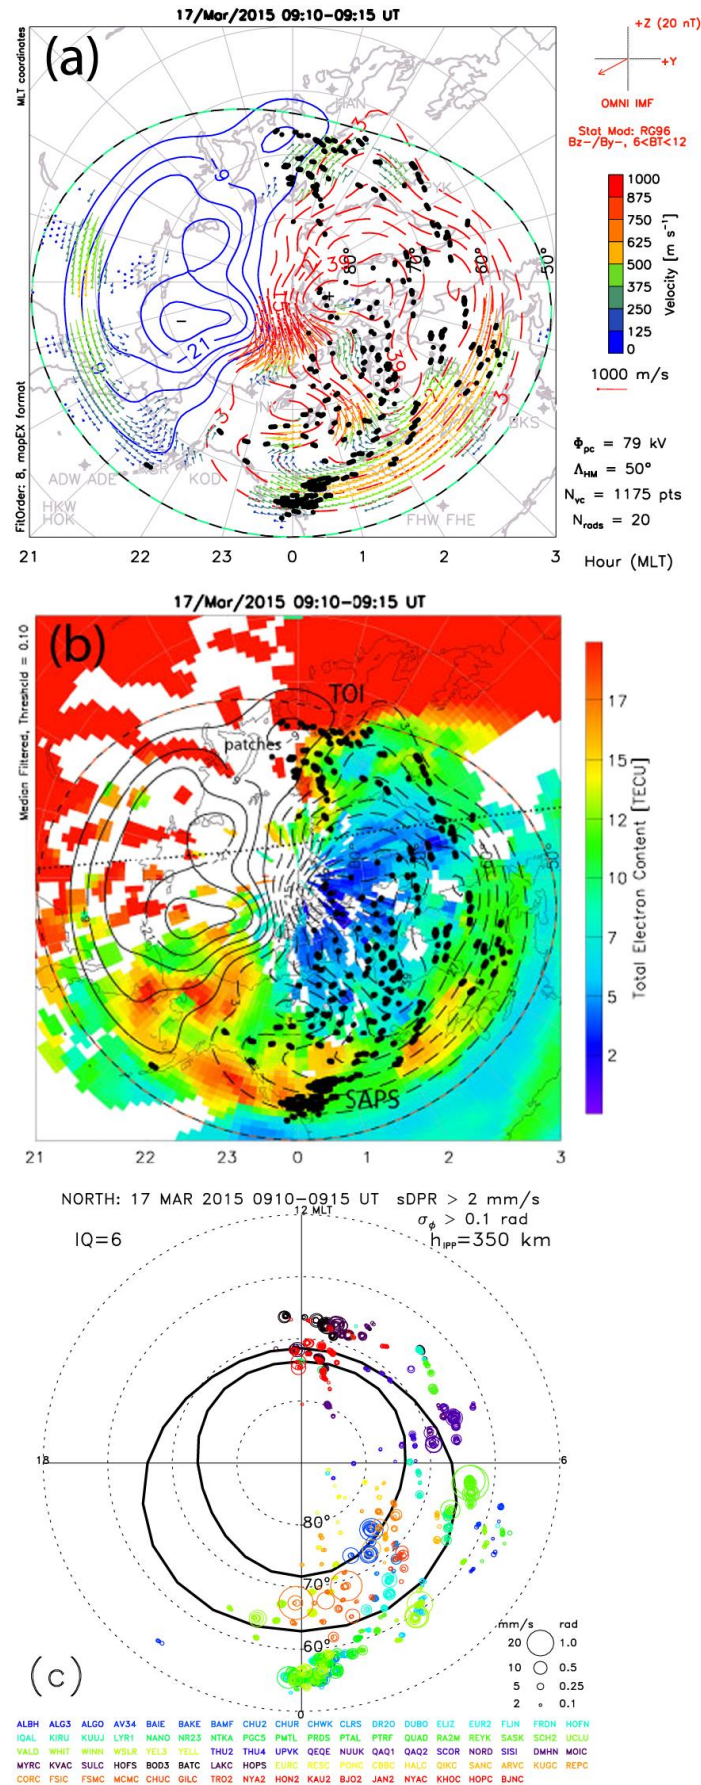 17/Mar/2015 09:10-09:15 UT
(a)
MLT coordinates
+Z (20 nT)
+Y
OMNI IMF
Stat Mod: RG96
Bz-/By-, 6<BT<12
1000
875
750
625
500
375
250
125
0
Velocity [m s⁻¹]
1000 m/s
Φpc = 79 kV
ΛHM = 50°
Nvc = 1175 pts
Nrads = 20
HAN
-9
3
39
80°
70°
60°
50°
+
-
-21
39
3
3
BKS
KOD
ADW ADE
HKW
HOK
FHW FHE
FitOrder: 8, mapEX format
21 22 23 0 1 2 3
Hour (MLT)
17/Mar/2015 09:10-09:15 UT
(b)
Median Filtered, Threshold = 0.10
TOI
patches
SAPS
50°
17
15
12
10
7
5
2
Total Electron Content [TECU]
21 22 23 0 1 2 3
NORTH: 17 MAR 2015 0910-0915 UT sDPR > 2 mm/s
12 MLT
σϕ > 0.1 rad
IQ=6
hIPP=350 km
18
6
80°
70°
60°
0
mm/s rad
20 1.0
10 0.5
5 0.25
2 0.1
(c)
ALBH ALG3 ALGO AV34 BAIE BAKE BAMF CHU2 CHUR CHWK CLRS DR2O DUBO ELIZ EUR2 FLIN FRDN HOFN
IQAL KIRU KUUJ LYR1 NANO NR23 NTKA PGC5 PMTL PRDS PTAL PTRF QUAD RA2M REYK SASK SCH2 UCLU
VALD WHIT WINN WSLR YEL3 YELL THU2 THU4 UPVK QEQE NUUK QAQ1 QAQ2 SCOR NORD SISI DMHN MOIC
MYRC KVAC SULC HOFS BOD3 BATC LAKC HOPS EURC RESC PONC CBBC HALC QIKC SANC ARVC KUGC REPC
CORC FSIC FSMC MCMC CHUC GILC TRO2 NYA2 HON2 KAU2 BJO2 JAN2 NYAC KHOC HOPC BJNC